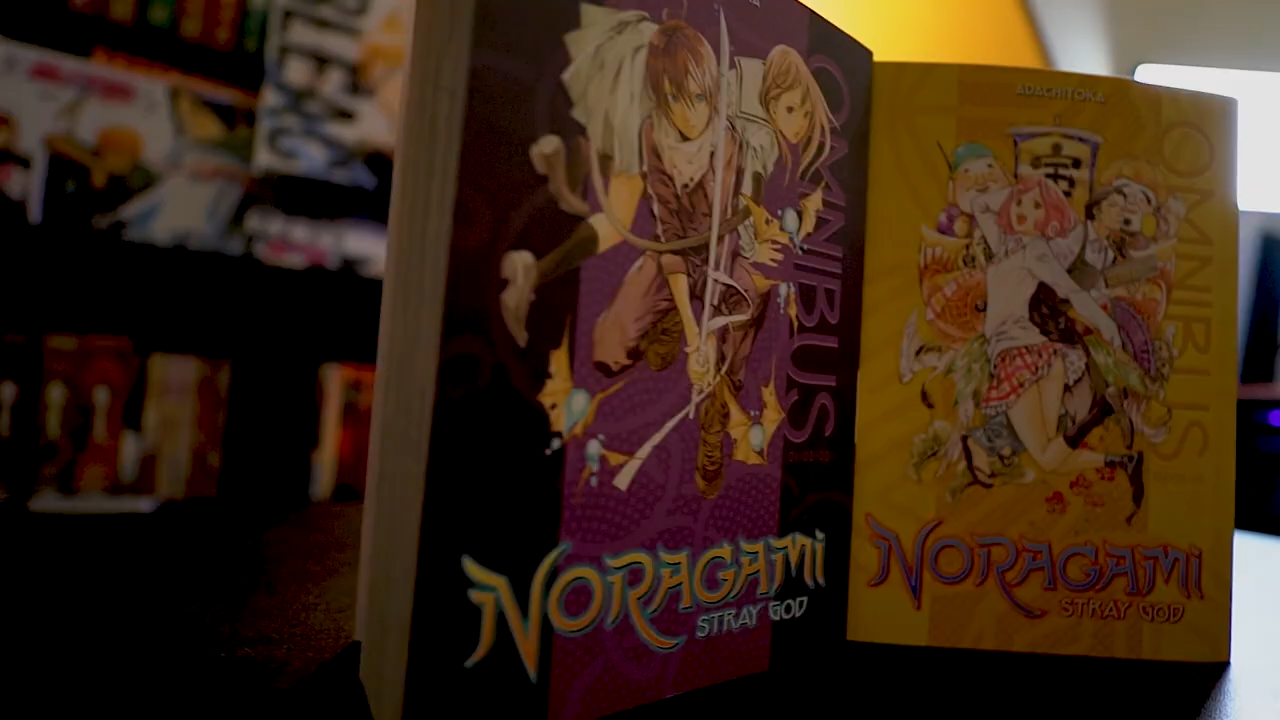 OMNIBUS
NORAGAMI
STRAY GOD
ADACHITOKA
OMNIBUS
NORAGAMI
STRAY GOD